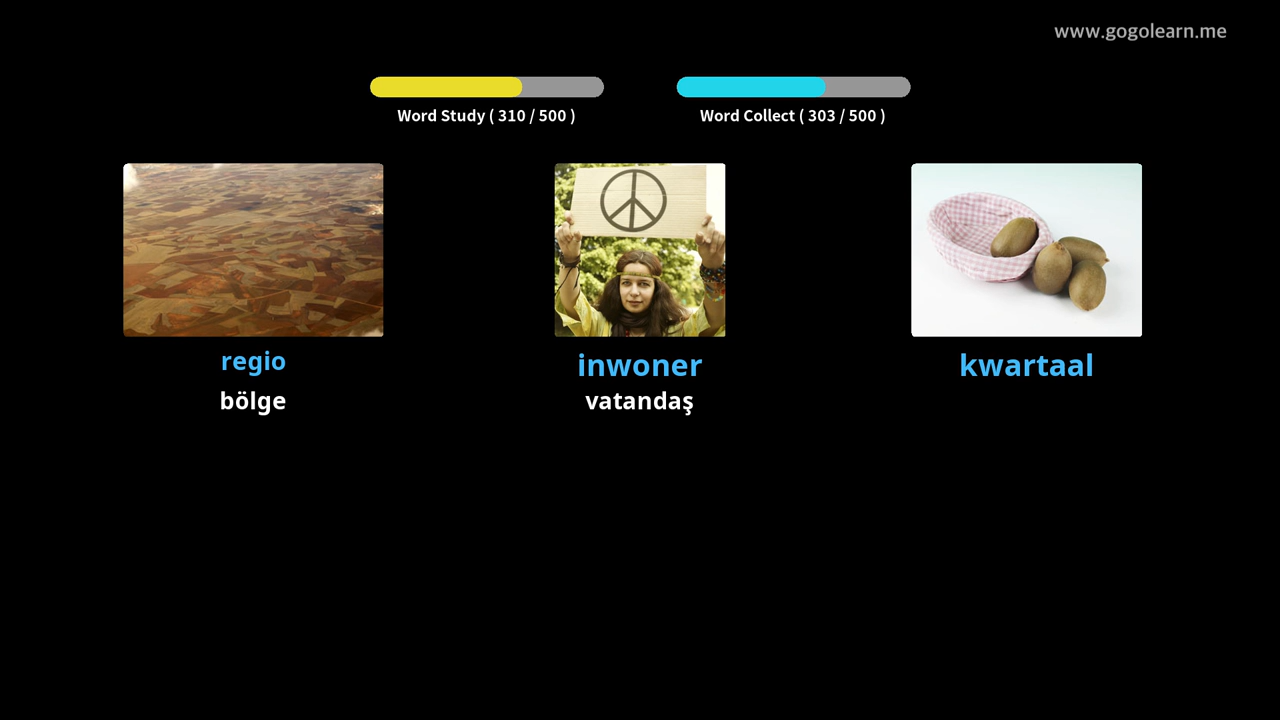 www.gogolearn.me
Word Study ( 310 / 500 )
Word Collect ( 303 / 500 )
regio
bölge
inwoner
vatandaş
kwartaal